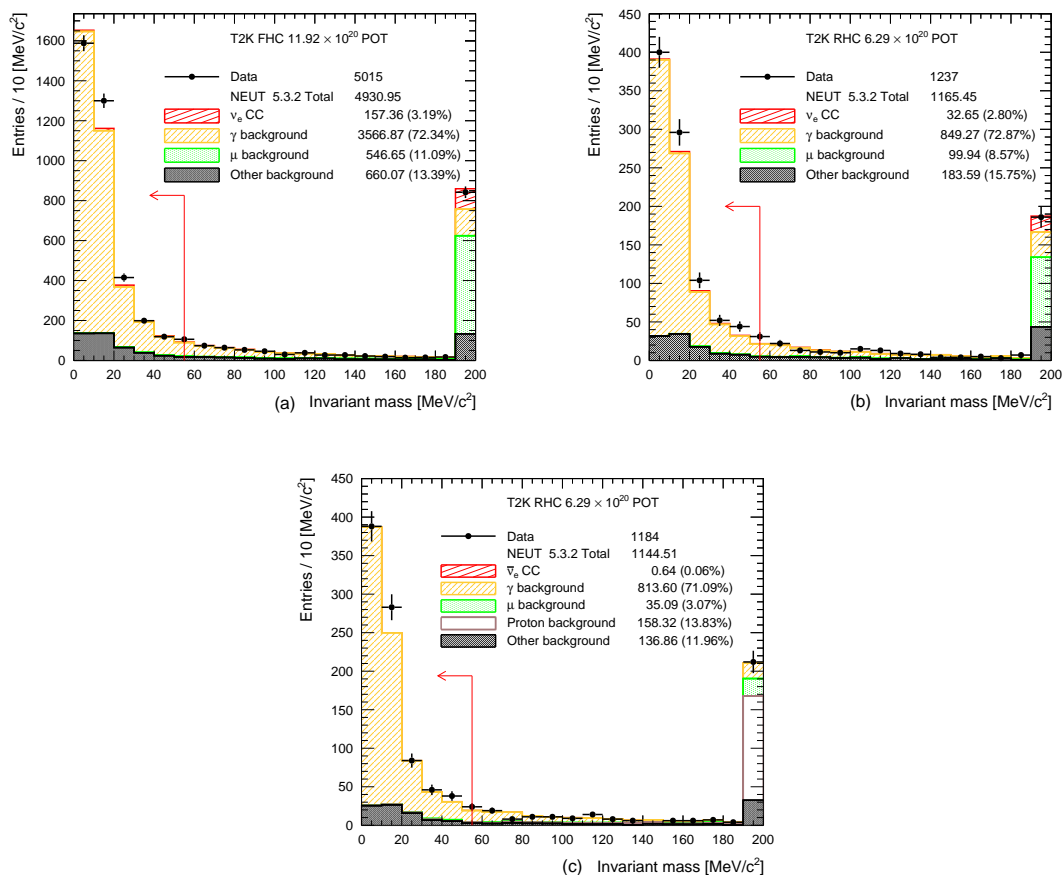 T2K FHC 11.92 × 10²⁰ POT
Data 5015
NEUT 5.3.2 Total 4930.95
νₑ CC 157.36 (3.19%)
γ background 3566.87 (72.34%)
μ background 546.65 (11.09%)
Other background 660.07 (13.39%)
Entries / 10 [MeV/c²]
1600
1400
1200
1000
800
600
400
200
0
0 20 40 60 80 100 120 140 160 180 200
(a) Invariant mass [MeV/c²]
T2K RHC 6.29 × 10²⁰ POT
Data 1237
NEUT 5.3.2 Total 1165.45
νₑ CC 32.65 (2.80%)
γ background 849.27 (72.87%)
μ background 99.94 (8.57%)
Other background 183.59 (15.75%)
Entries / 10 [MeV/c²]
450
400
350
300
250
200
150
100
50
0
0 20 40 60 80 100 120 140 160 180 200
(b) Invariant mass [MeV/c²]
T2K RHC 6.29 × 10²⁰ POT
Data 1184
NEUT 5.3.2 Total 1144.51
ν̅ₑ CC 0.64 (0.06%)
γ background 813.60 (71.09%)
μ background 35.09 (3.07%)
Proton background 158.32 (13.83%)
Other background 136.86 (11.96%)
Entries / 10 [MeV/c²]
450
400
350
300
250
200
150
100
50
0
0 20 40 60 80 100 120 140 160 180 200
(c) Invariant mass [MeV/c²]